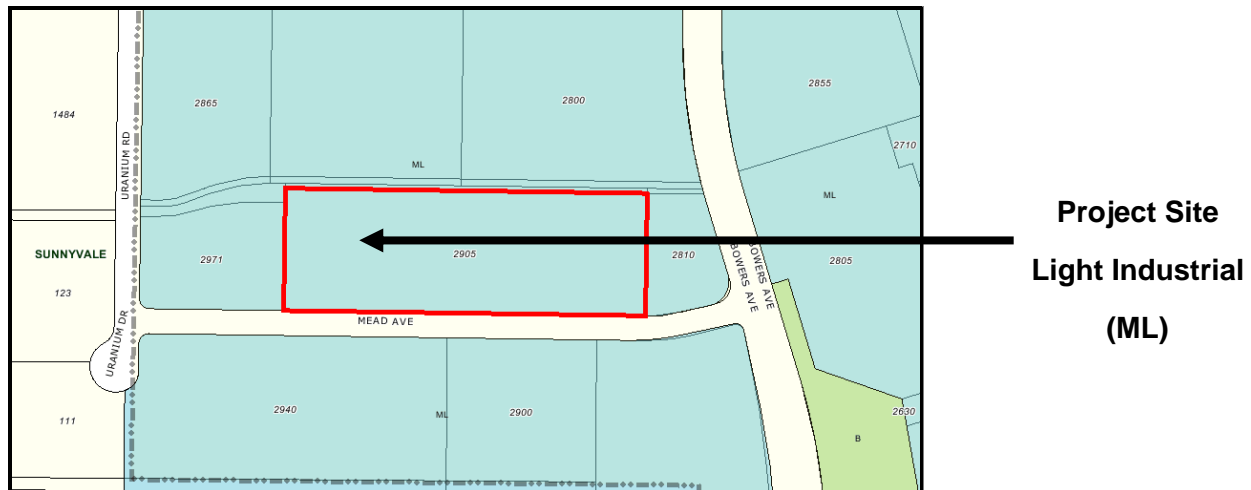 2865
2800
2855
1484
2710
URANIUM RD
ML
ML
SUNNYVALE
2971
2905
2810
BOWERS AVE
BOWERS AVE
2805
123
MEAD AVE
URANIUM DR
2940
ML
2900
2630
111
B
Project Site
Light Industrial
(ML)